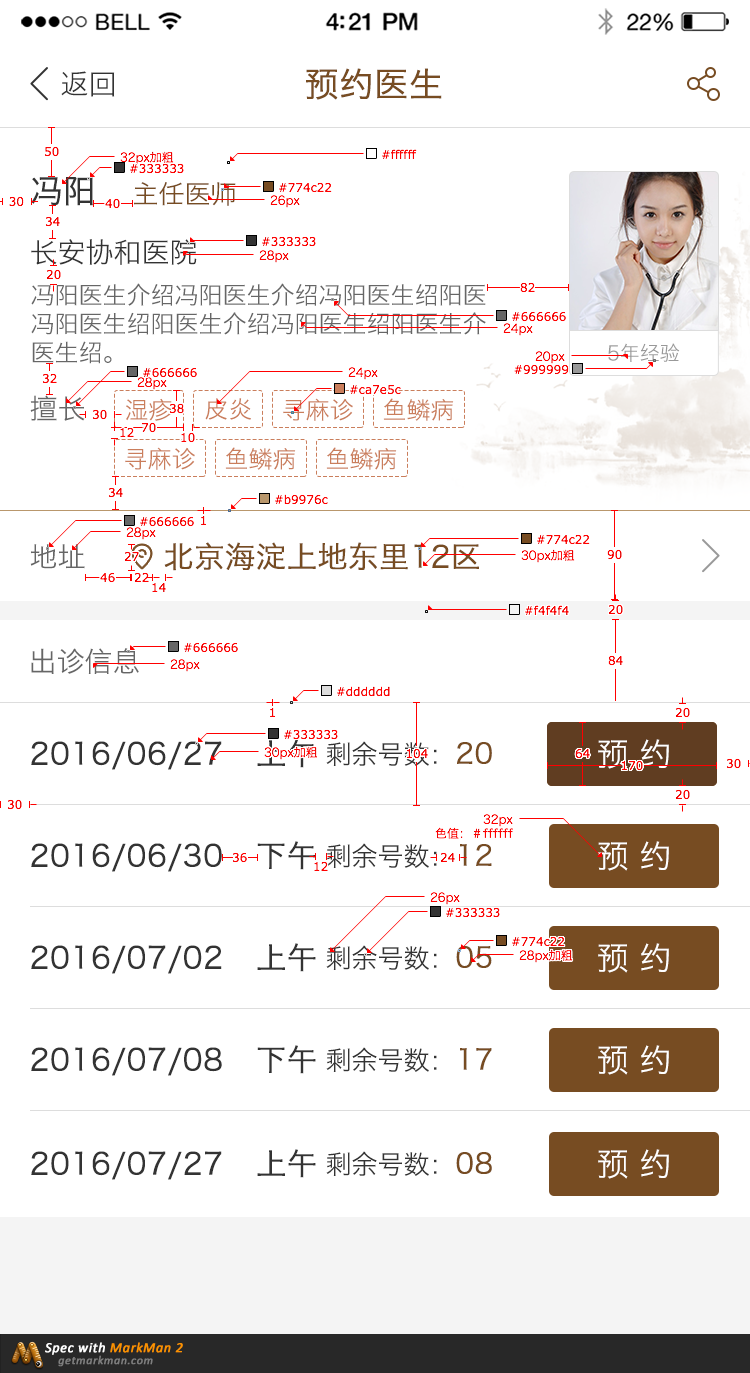 BELL 4:21 PM 22%
返回 预约医生
50 32px加粗 #333333 #ffffff
30 冯阳 40 主任医师 #774c22 26px
34
长安协和医院 #333333 28px
20
冯阳医生介绍冯阳医生介绍冯阳医生绍阳医 82
冯阳医生绍阳医生介绍冯阳医生绍阳医生介 #666666 24px
医生绍。
5年经验 20px #999999
32 #666666 28px 24px #ca7e5c
擅长 30 湿疹 38 皮炎 寻麻诊 鱼鳞病
12 70 10
寻麻诊 鱼鳞病 鱼鳞病
34 #b9976c
1
#666666 28px #774c22 30px加粗 90
地址 27 北京海淀上地东里12区
46 22 14
#f4f4f4 20
出诊信息 #666666 28px 84
#dddddd
1 20
#333333 30px加粗
2016/06/27 上午 剩余号数: 20 预 约
104 64 170 30
30 20
32px 色值: #ffffff
2016/06/30 36 下午 12 剩余号数: 24 12 预 约
26px #333333
#774c22 28px加粗
2016/07/02 上午 剩余号数: 05 预 约
2016/07/08 下午 剩余号数: 17 预 约
2016/07/27 上午 剩余号数: 08 预 约
Spec with MarkMan 2
getmarkman.com